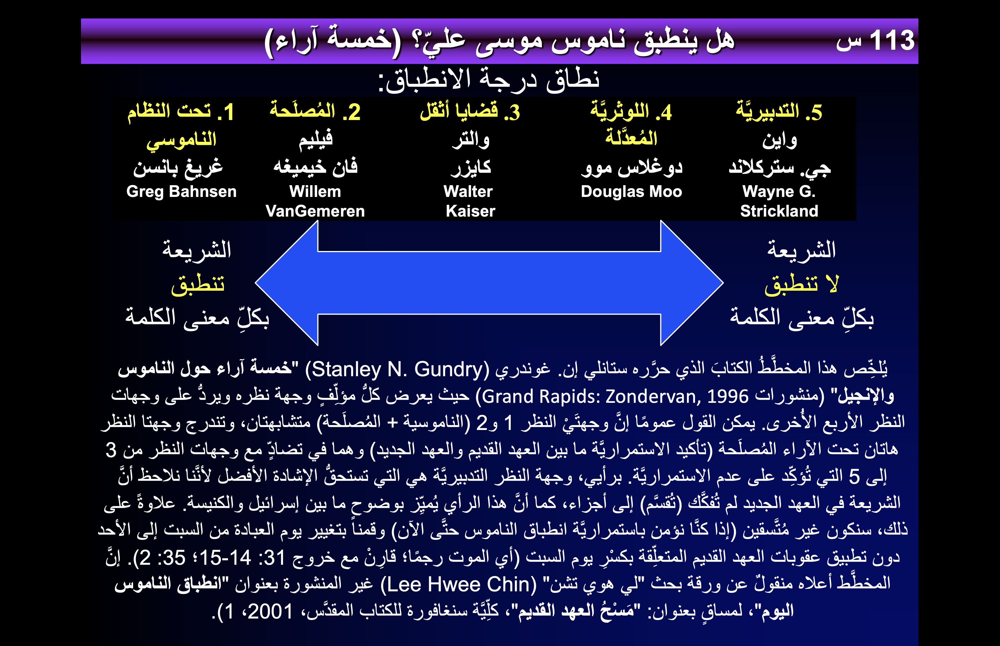 113 س
هل ينطبق ناموس موسى عليّ؟ (خمسة آراء)
نطاق درجة الانطباق:
5. التدبيريَّة
واين
جي. ستركلاند
Wayne G.
Strickland
4. اللوثريَّة
المُعدَّلة
دوغلاس موو
Douglas Moo
3. قضايا أثقل
والتر
كايزر
Walter
Kaiser
2. المُصلَحة
فيليم
فان خيميغه
Willem
VanGemeren
1. تحت النظام
الناموسي
غريغ بانسن
Greg Bahnsen
الشريعة
لا تنطبق
بكلِّ معنى الكلمة
الشريعة
تنطبق
بكلِّ معنى الكلمة
يُلخِّص هذا المخطَّطُ الكتابَ الذي حرَّره ستانلي إن. غوندري (Stanley N. Gundry) "خمسة آراء حول الناموس
والإنجيل" (منشورات Grand Rapids: Zondervan, 1996) حيث يعرض كلُّ مؤلِّفٍ وجهة نظره ويردُّ على وجهات
النظر الأربع الأُخرى. يمكن القول عمومًا إنَّ وجهتَيْ النظر 1 و2 (الناموسية + المُصلَحة) متشابهتان، وتندرج وجهتا النظر
هاتان تحت الآراء المُصلَحة (تأكيد الاستمراريَّة ما بين العهد القديم والعهد الجديد) وهما في تضادٍّ مع وجهات النظر من 3
إلى 5 التي تُؤكِّد على عدم الاستمراريَّة. برأيي، وجهة النظر التدبيريَّة هي التي تستحقُّ الإشادة الأفضل لأنَّنا نلاحظ أنَّ
الشريعة في العهد الجديد لم تُفكَّك (تُقسَّم) إلى أجزاء، كما أنَّ هذا الرأي يُميِّز بوضوحٍ ما بين إسرائيل والكنيسة. علاوةً على
ذلك، سنكون غير مُتَّسقين (إذا كنَّا نؤمن باستمراريَّة انطباق الناموس حتَّى الآن) وقمنا بتغيير يوم العبادة من السبت إلى الأحد
دون تطبيق عقوبات العهد القديم المتعلِّقة بكسْرِ يوم السبت (أي الموت رجمًا؛ قارِنْ مع خروج 31: 14-15؛ 35: 2). إنَّ
المخطَّط أعلاه منقولٌ عن ورقة بحث "لي هوي تشن" (Lee Hwee Chin) غير المنشورة بعنوان "انطباق الناموس
اليوم"، لمساقٍ بعنوان: "مَسْحُ العهد القديم"، كلِّيَّة سنغافورة للكتاب المقدَّس، 2001، 1).